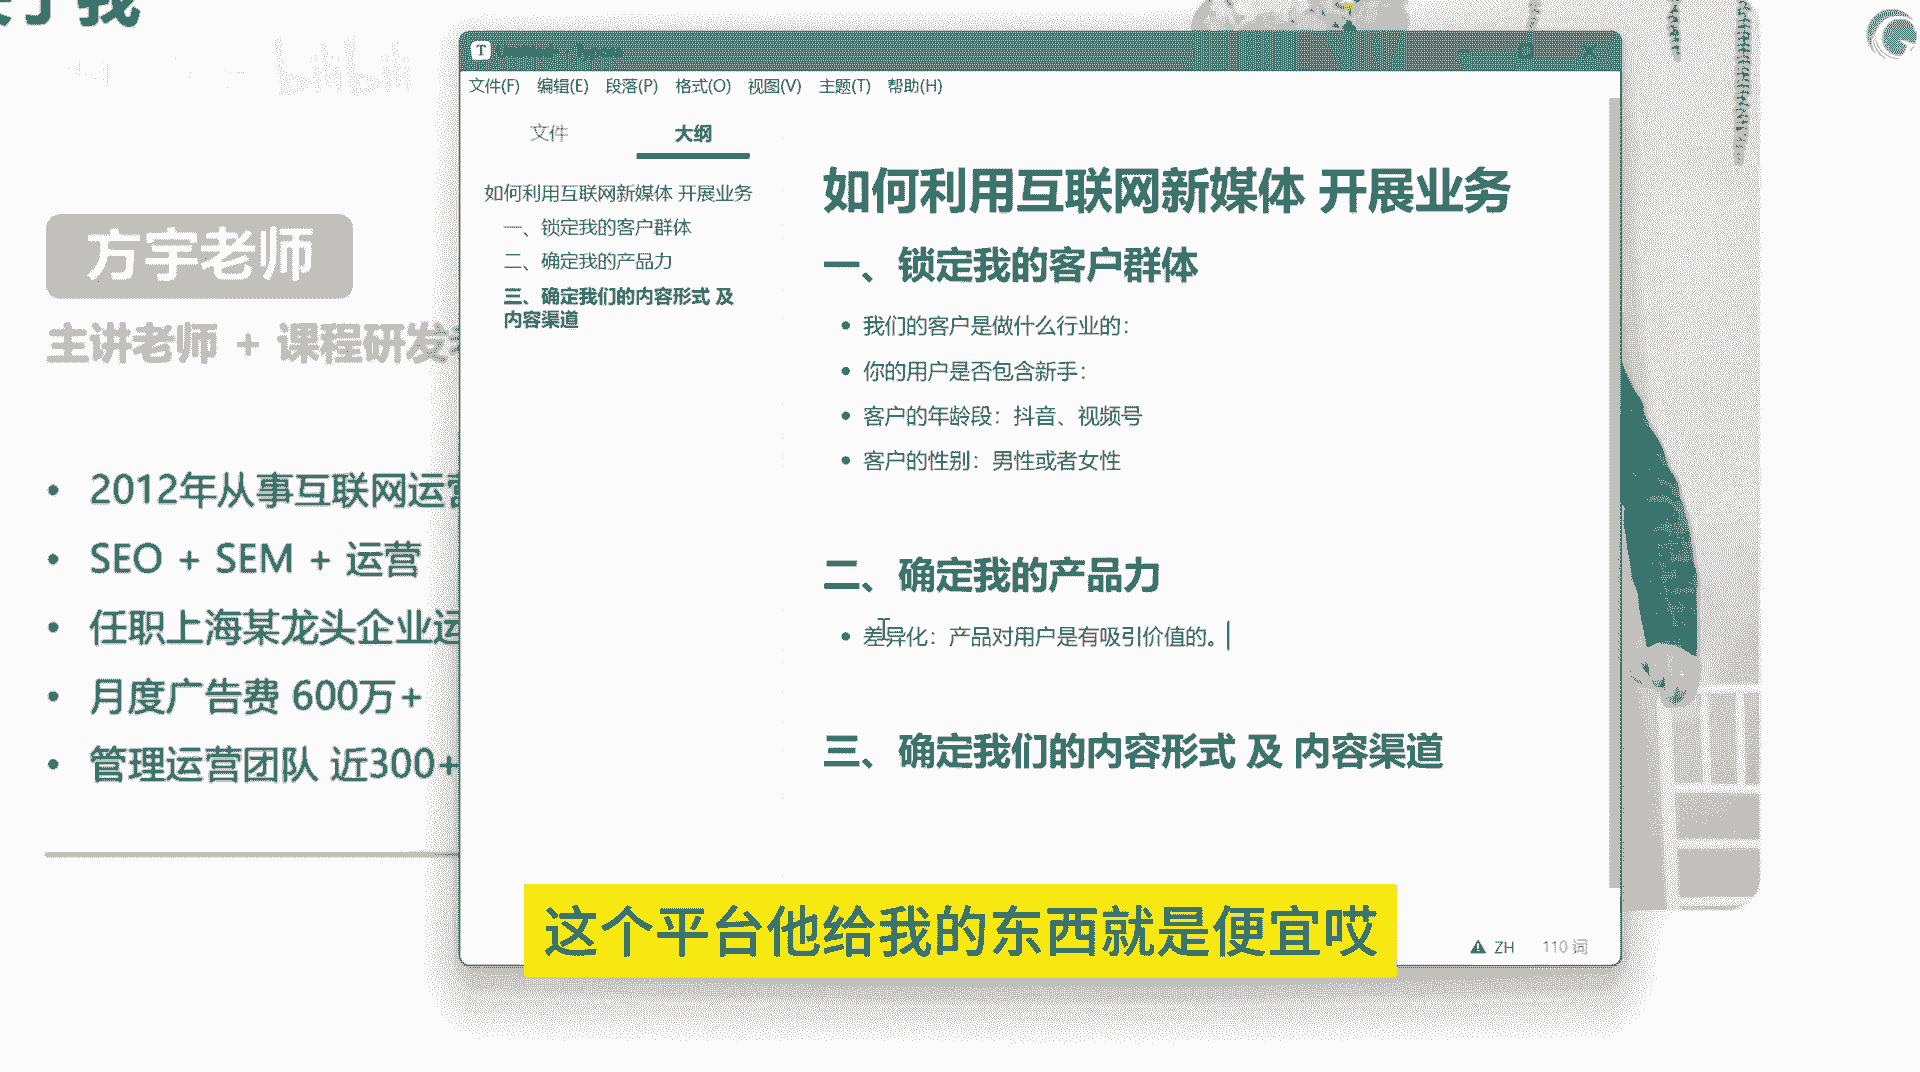 bilibili
方宇老师
主讲老师 + 课程研发
2012年从事互联网运营
SEO + SEM + 运营
任职上海某龙头企业运
月度广告费 600万+
管理运营团队 近300+
文件(F) 编辑(E) 段落(P) 格式(O) 视图(V) 主题(T) 帮助(H)
文件 大纲
如何利用互联网新媒体 开展业务
一、锁定我的客户群体
二、确定我的产品力
三、确定我们的内容形式 及
内容渠道
如何利用互联网新媒体 开展业务
一、锁定我的客户群体
我们的客户是做什么行业的：
你的用户是否包含新手：
客户的年龄段：抖音、视频号
客户的性别：男性或者女性
二、确定我的产品力
差异化：产品对用户是有吸引价值的。
三、确定我们的内容形式 及 内容渠道
这个平台他给我的东西就是便宜哎
ZH 110 词